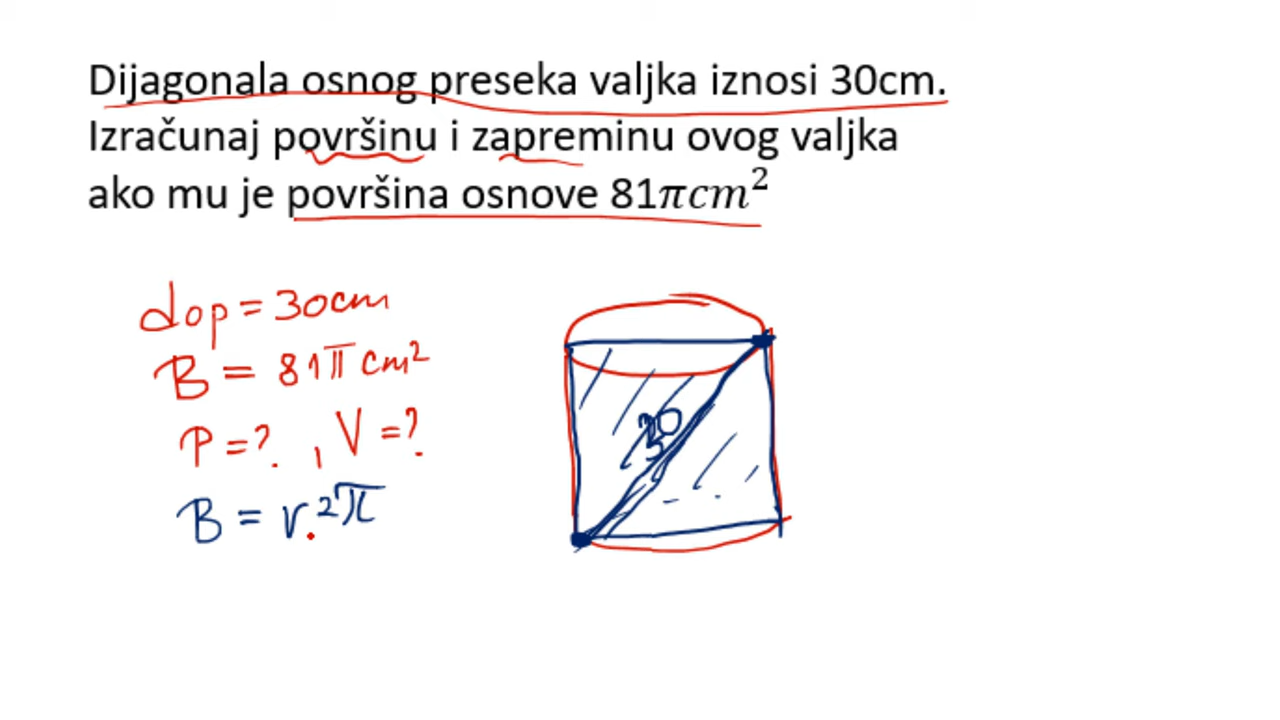 Dijagonala osnog preseka valjka iznosi 30cm.
Izračunaj površinu i zapreminu ovog valjka
ako mu je površina osnove 81𝜋𝑐𝑚²
dop = 30cm
B = 81π cm²
P = ? , V = ?
B = r²π
30